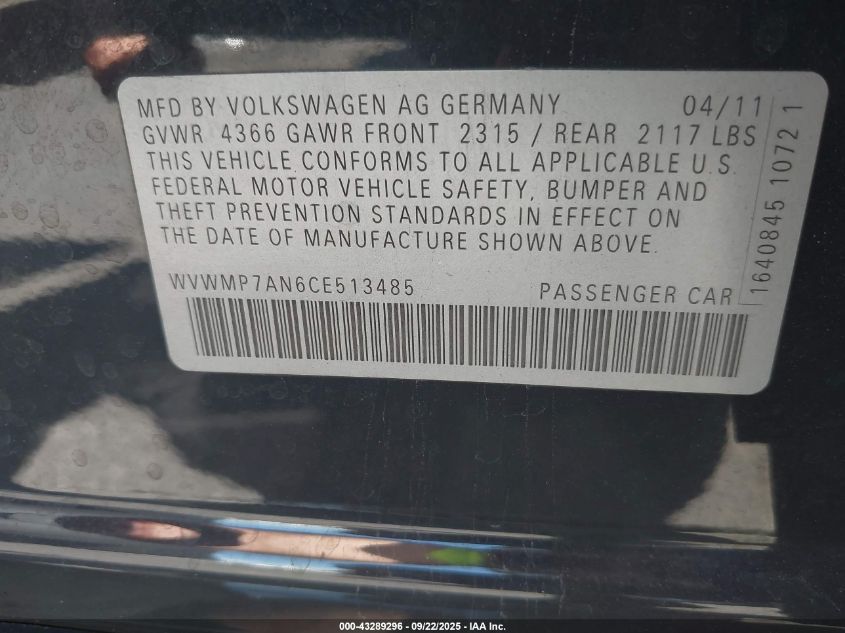 MFD BY VOLKSWAGEN AG GERMANY 04/11
GVWR 4366 GAWR FRONT 2315 / REAR 2117 LBS
THIS VEHICLE CONFORMS TO ALL APPLICABLE U.S.
FEDERAL MOTOR VEHICLE SAFETY, BUMPER AND
THEFT PREVENTION STANDARDS IN EFFECT ON
THE DATE OF MANUFACTURE SHOWN ABOVE.
WVWMP7AN6CE513485 PASSENGER CAR
1640845 1072 1
000-43289296 - 09/22/2025 - IAA Inc.